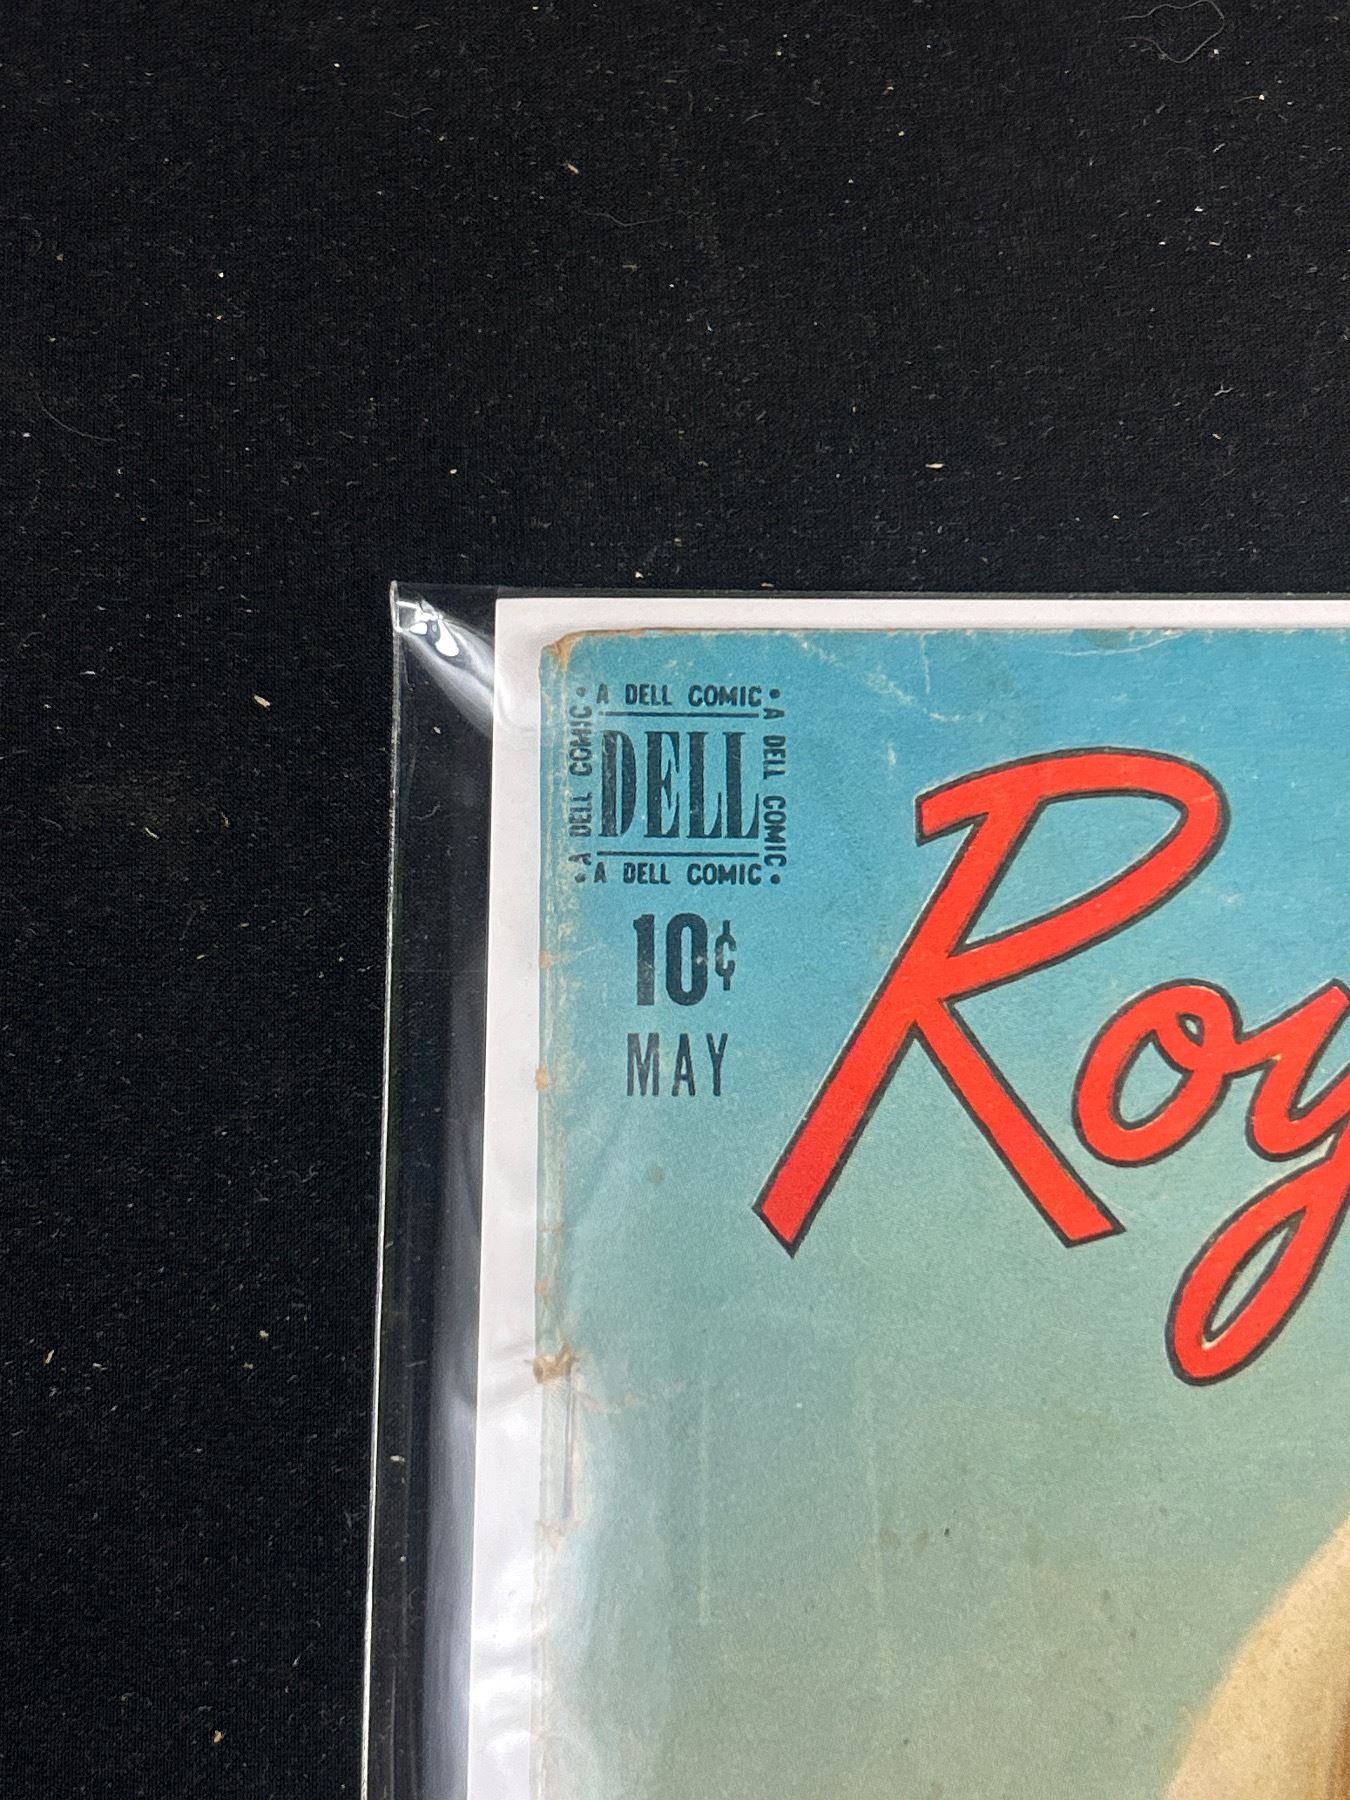 • A DELL COMIC •
A DELL COMIC
DELL
A DELL COMIC
• A DELL COMIC •
10¢
MAY
Roy